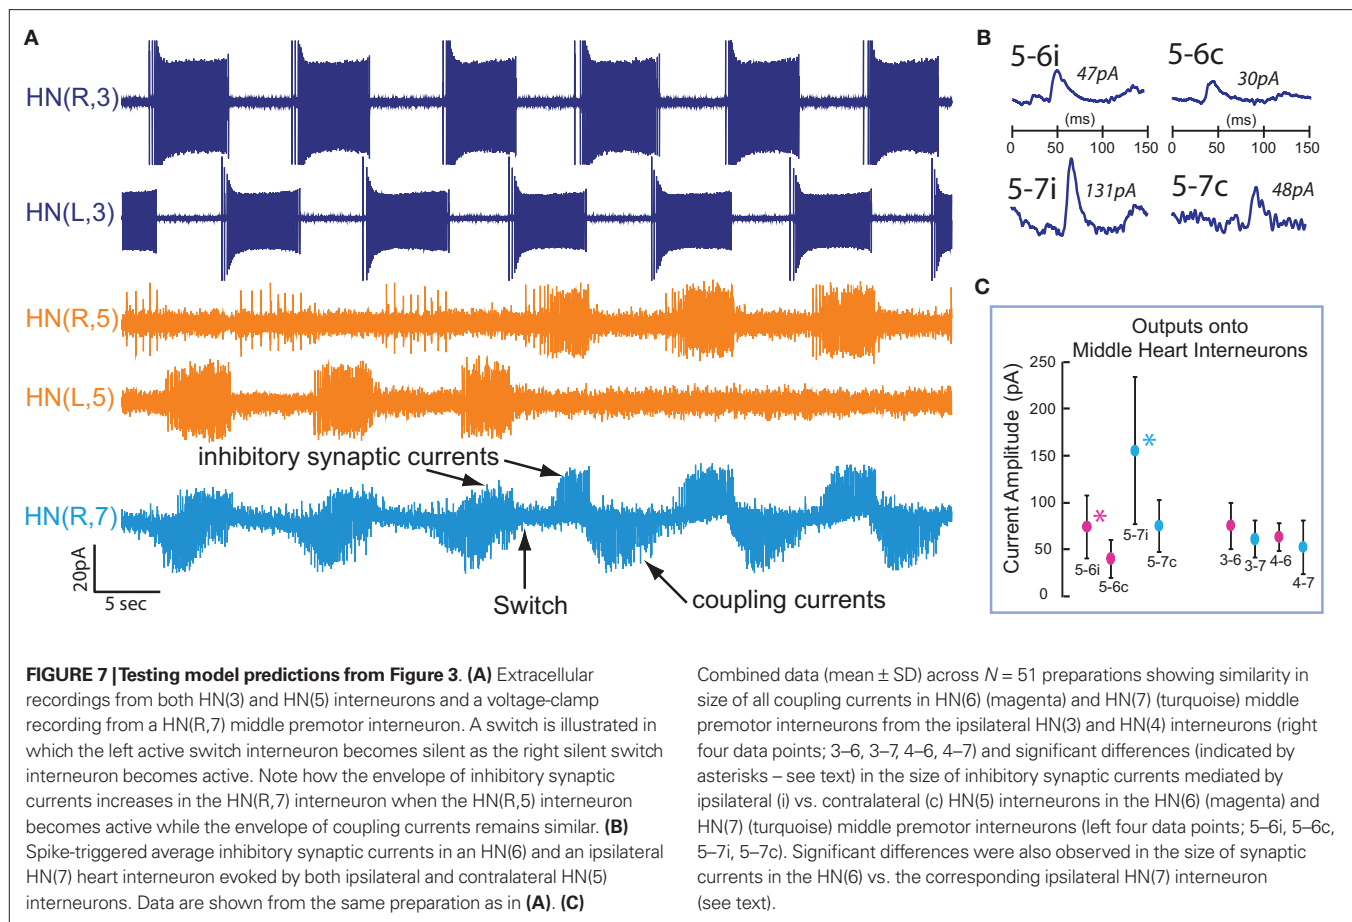 A
HN(R,3)
HN(L,3)
HN(R,5)
HN(L,5)
inhibitory synaptic currents
HN(R,7)
20pA
5 sec
Switch
coupling currents
B
5-6i
47pA
5-6c
30pA
(ms)
(ms)
0 50 100 150
0 50 100 150
5-7i
131pA
5-7c
48pA
C
Outputs onto
Middle Heart Interneurons
Current Amplitude (pA)
250
200
150
100
50
0
5-6i
*
5-6c
5-7i
*
5-7c
3-6
3-7
4-6
4-7
FIGURE 7 | Testing model predictions from Figure 3. (A) Extracellular
recordings from both HN(3) and HN(5) interneurons and a voltage-clamp
recording from a HN(R,7) middle premotor interneuron. A switch is illustrated in
which the left active switch interneuron becomes silent as the right silent switch
interneuron becomes active. Note how the envelope of inhibitory synaptic
currents increases in the HN(R,7) interneuron when the HN(R,5) interneuron
becomes active while the envelope of coupling currents remains similar. (B)
Spike-triggered average inhibitory synaptic currents in an HN(6) and an ipsilateral
HN(7) heart interneuron evoked by both ipsilateral and contralateral HN(5)
interneurons. Data are shown from the same preparation as in (A). (C)
Combined data (mean ± SD) across N = 51 preparations showing similarity in
size of all coupling currents in HN(6) (magenta) and HN(7) (turquoise) middle
premotor interneurons from the ipsilateral HN(3) and HN(4) interneurons (right
four data points; 3–6, 3–7, 4–6, 4–7) and significant differences (indicated by
asterisks – see text) in the size of inhibitory synaptic currents mediated by
ipsilateral (i) vs. contralateral (c) HN(5) interneurons in the HN(6) (magenta) and
HN(7) (turquoise) middle premotor interneurons (left four data points; 5–6i, 5–6c,
5–7i, 5–7c). Significant differences were also observed in the size of synaptic
currents in the HN(6) vs. the corresponding ipsilateral HN(7) interneuron
(see text).